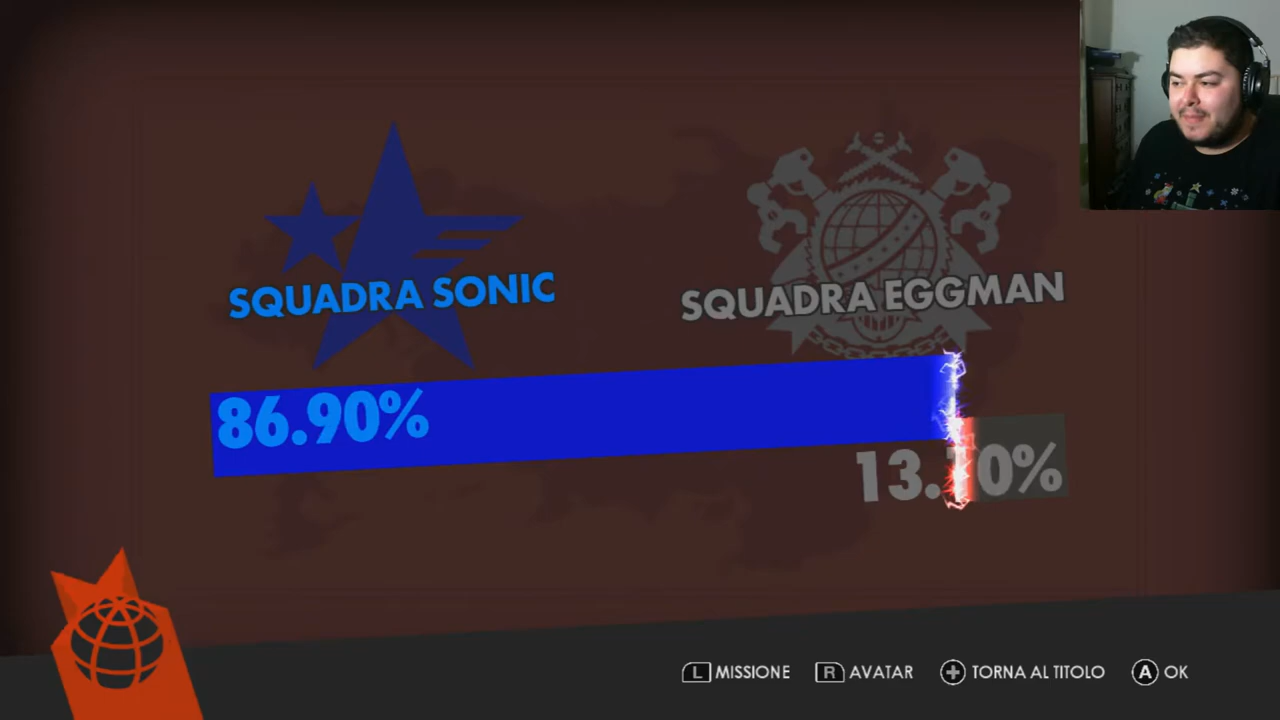 SQUADRA SONIC
SQUADRA EGGMAN
86.90%
13.10%
L MISSIONE R AVATAR + TORNA AL TITOLO A OK